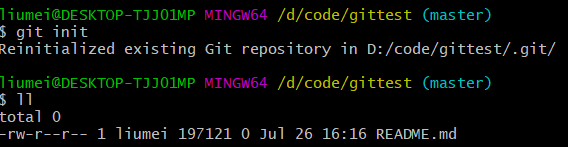 liumei@DESKTOP-TJJ01MP MINGW64 /d/code/gittest (master)
$ git init
Reinitialized existing Git repository in D:/code/gittest/.git/
liumei@DESKTOP-TJJ01MP MINGW64 /d/code/gittest (master)
$ ll
total 0
-rw-r--r-- 1 liumei 197121 0 Jul 26 16:16 README.md